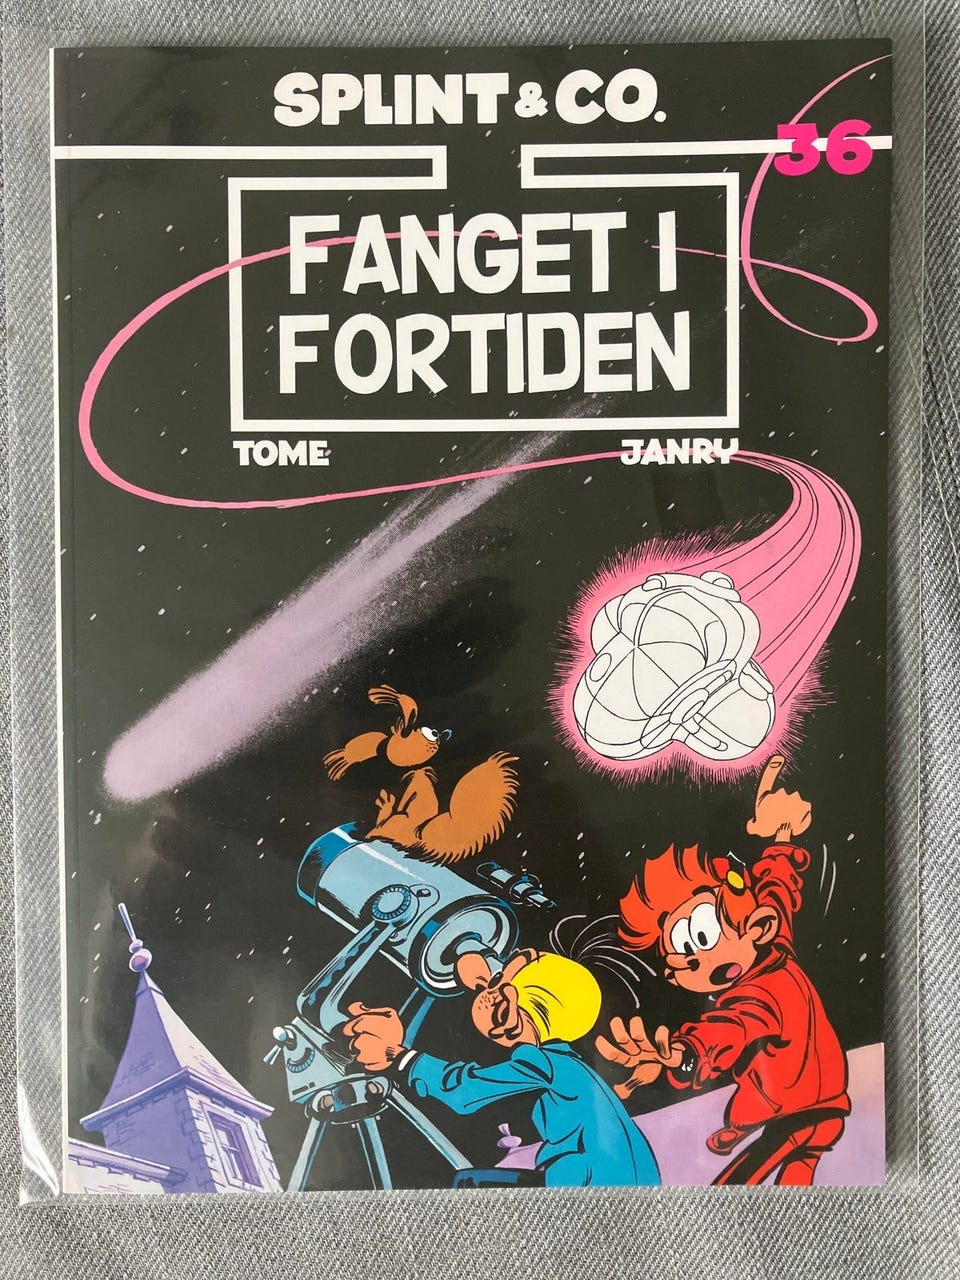 SPLINT & CO.
36
FANGET I
FORTIDEN
TOME
JANRY